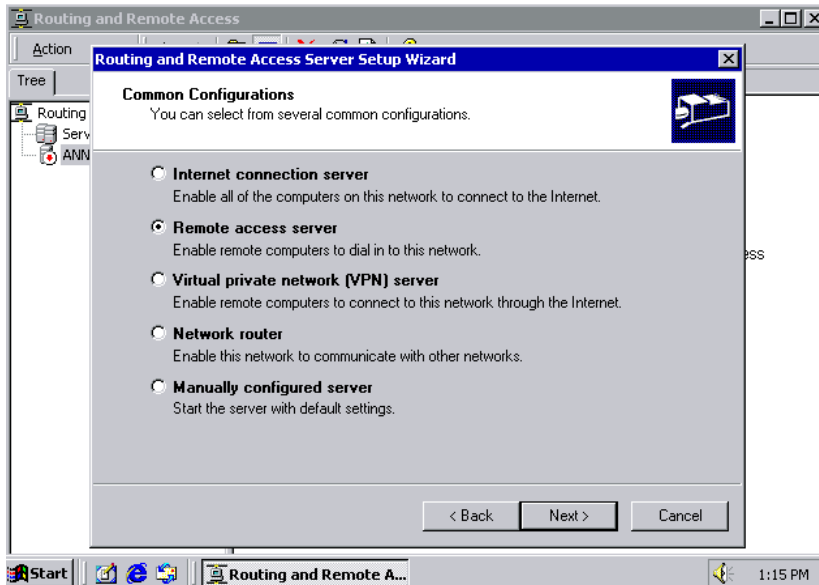 Routing and Remote Access
Action
Tree
Routing
Serv
ANN
Routing and Remote Access Server Setup Wizard
Common Configurations
You can select from several common configurations.
Internet connection server
Enable all of the computers on this network to connect to the Internet.
Remote access server
Enable remote computers to dial in to this network.
Virtual private network (VPN) server
Enable remote computers to connect to this network through the Internet.
Network router
Enable this network to communicate with other networks.
Manually configured server
Start the server with default settings.
ess
< Back
Next >
Cancel
Start
Routing and Remote A...
1:15 PM